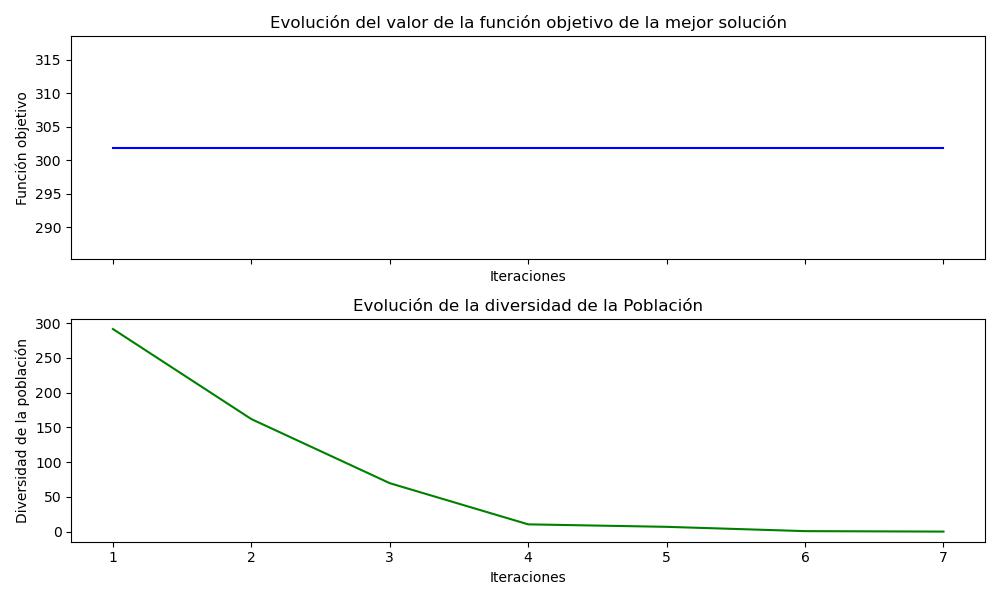 Evolución del valor de la función objetivo de la mejor solución
Función objetivo
315
310
305
300
295
290
Iteraciones
Evolución de la diversidad de la Población
Diversidad de la población
300
250
200
150
100
50
0
1 2 3 4 5 6 7
Iteraciones